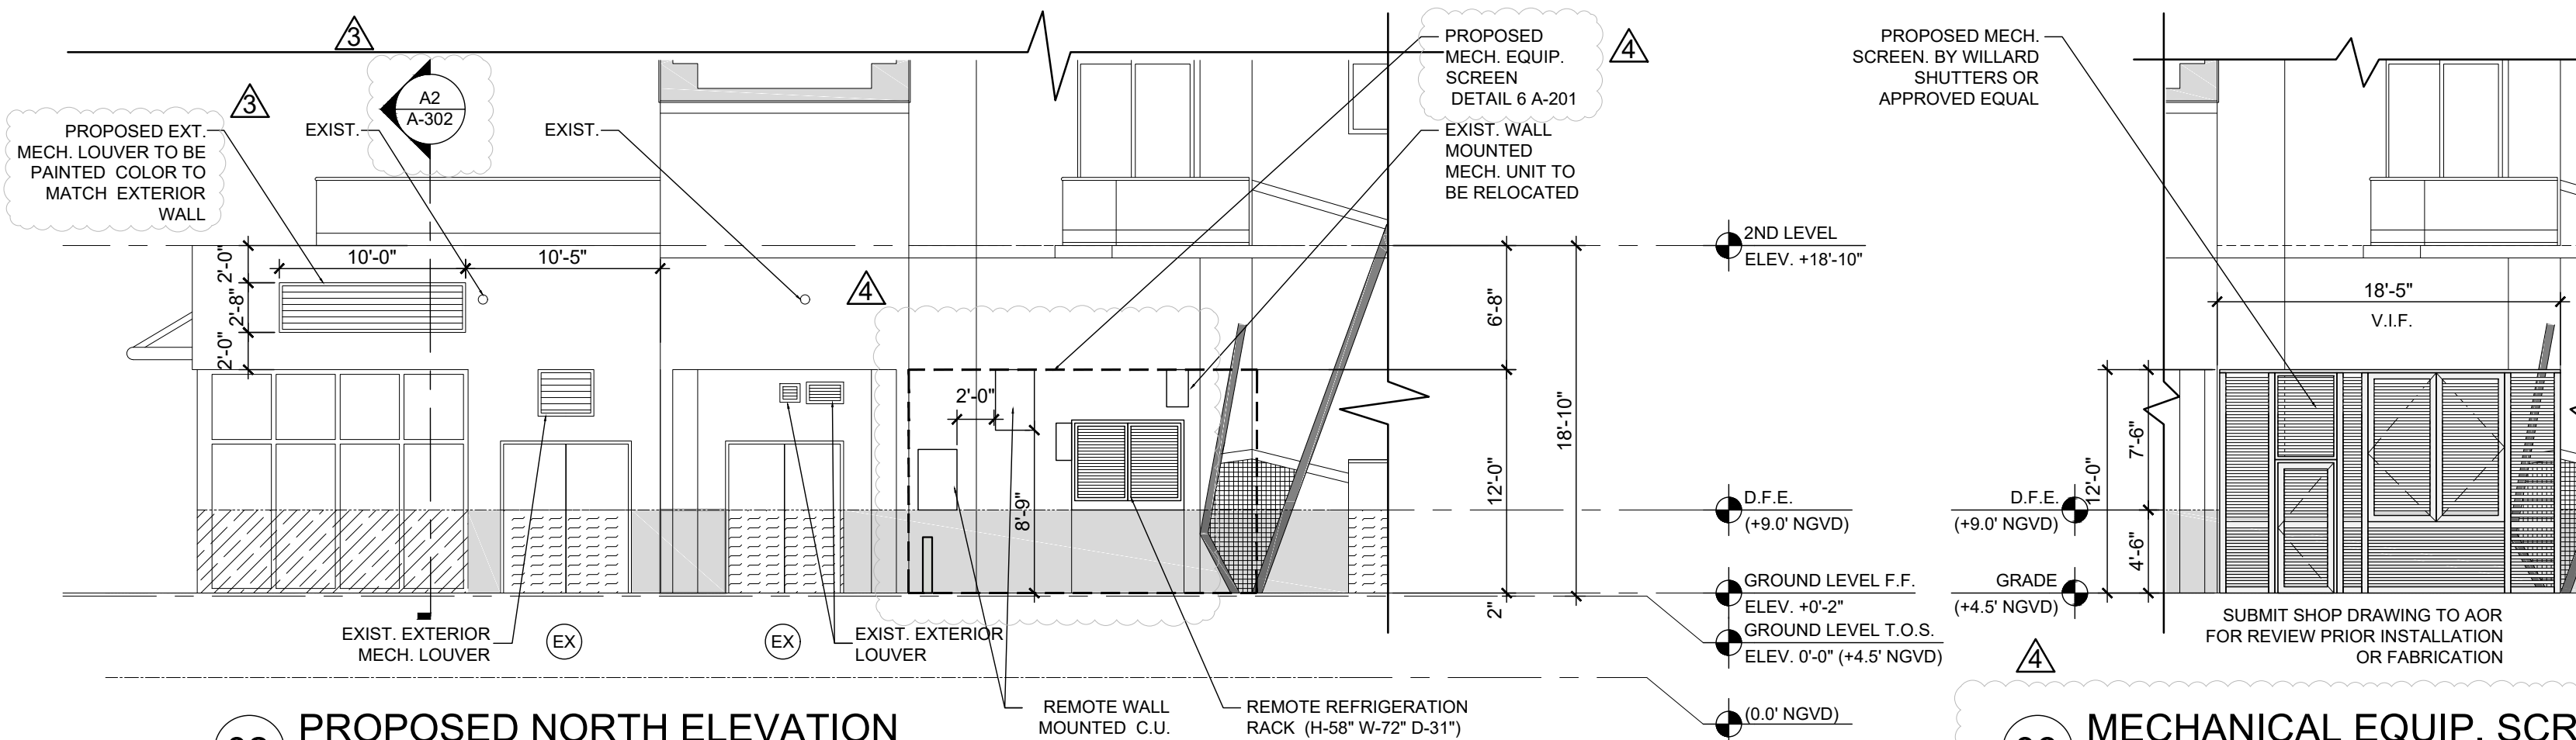 3
3
A2
A-302
PROPOSED EXT.
MECH. LOUVER TO BE
PAINTED COLOR TO
MATCH EXTERIOR
WALL
EXIST.
EXIST.
PROPOSED
MECH. EQUIP.
SCREEN
DETAIL 6 A-201
4
EXIST. WALL
MOUNTED
MECH. UNIT TO
BE RELOCATED
PROPOSED MECH.
SCREEN. BY WILLARD
SHUTTERS OR
APPROVED EQUAL
2'-0"
10'-0"
10'-5"
2'-8"
2'-0"
4
2'-0"
8'-9"
6'-8"
18'-10"
12'-0"
2"
2ND LEVEL
ELEV. +18'-10"
D.F.E.
(+9.0' NGVD)
GROUND LEVEL F.F.
ELEV. +0'-2"
GROUND LEVEL T.O.S.
ELEV. 0'-0" (+4.5' NGVD)
(0.0' NGVD)
18'-5"
V.I.F.
12'-0"
7'-6"
4'-6"
D.F.E.
(+9.0' NGVD)
GRADE
(+4.5' NGVD)
SUBMIT SHOP DRAWING TO AOR
FOR REVIEW PRIOR INSTALLATION
OR FABRICATION
4
EXIST. EXTERIOR
MECH. LOUVER
EX
EX
EXIST. EXTERIOR
LOUVER
REMOTE WALL
MOUNTED C.U.
REMOTE REFRIGERATION
RACK (H-58" W-72" D-31")
PROPOSED NORTH ELEVATION
MECHANICAL EQUIP. SCR